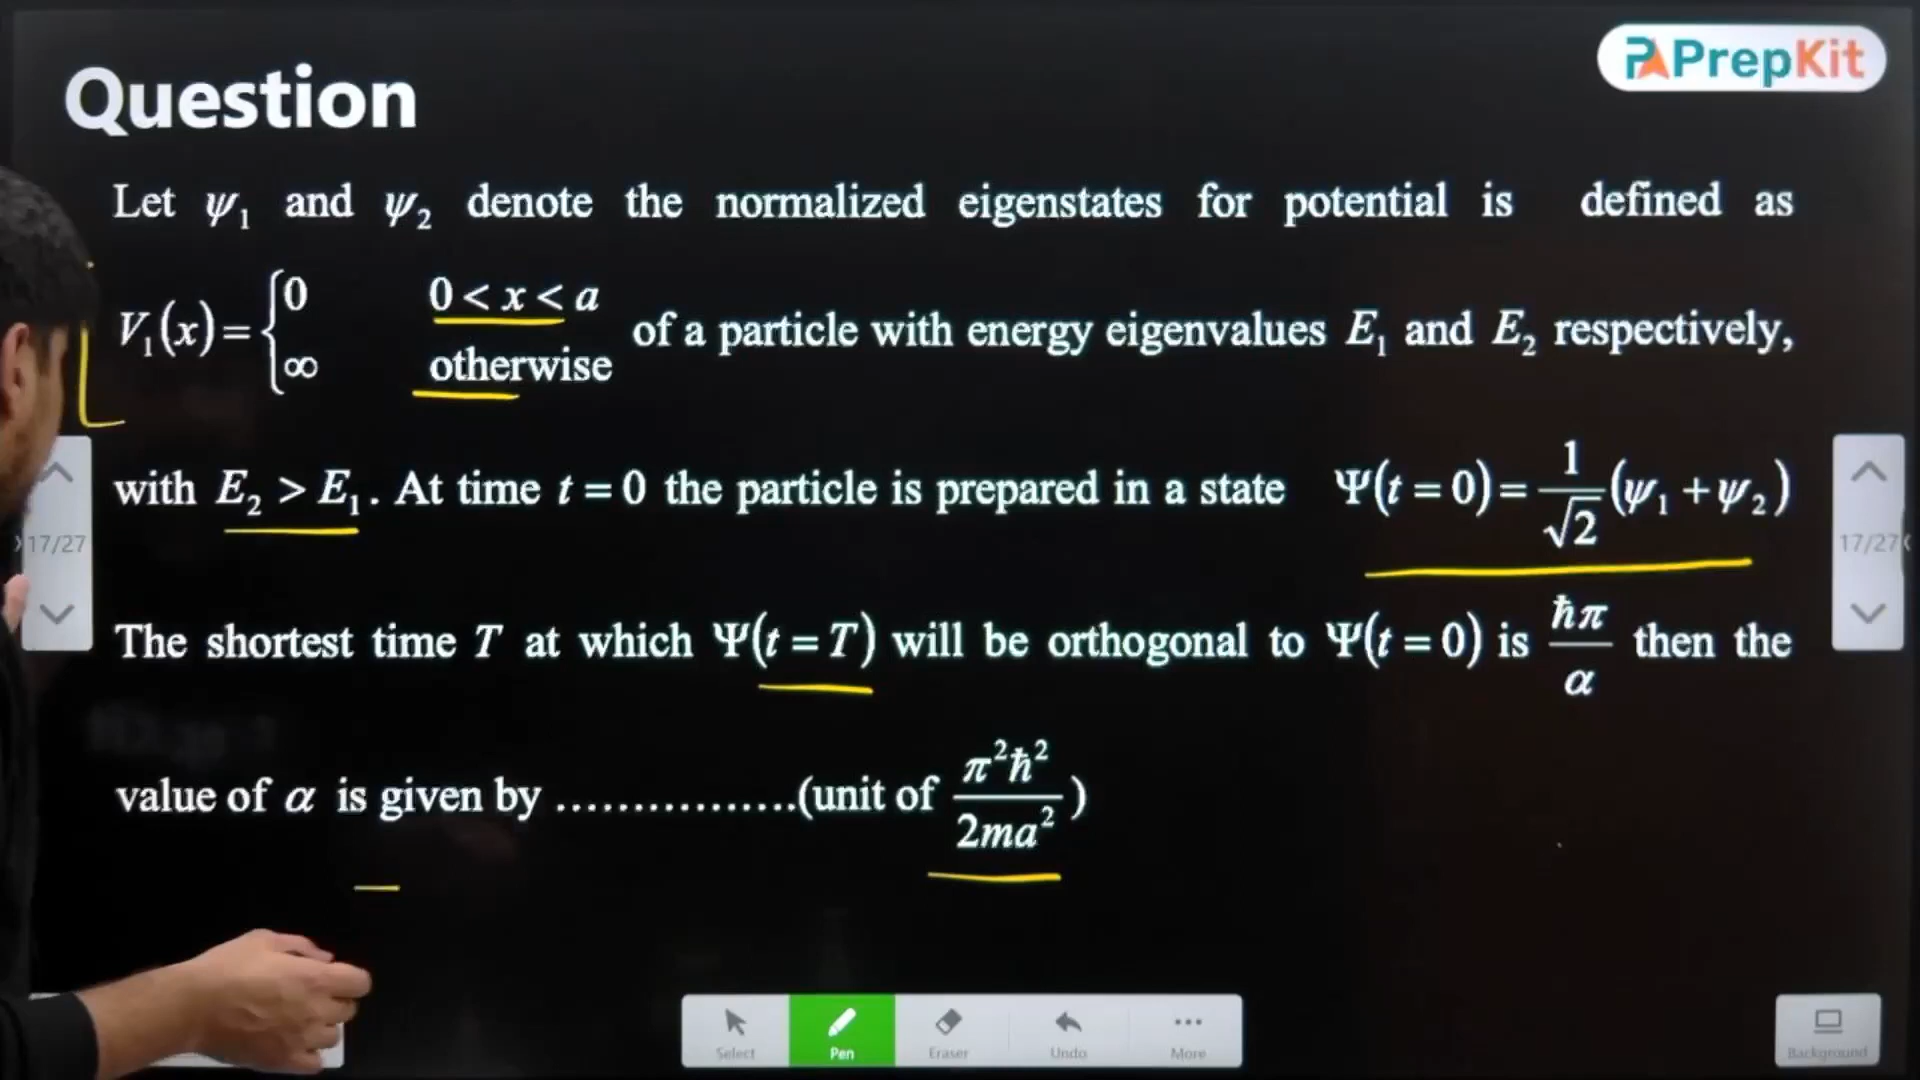 PrepKit
Question
Let ψ₁ and ψ₂ denote the normalized eigenstates for potential is defined as
V₁(x) = { 0 0 < x < a
∞ otherwise
of a particle with energy eigenvalues E₁ and E₂ respectively,
with E₂ > E₁. At time t = 0 the particle is prepared in a state Ψ(t = 0) = 1/√2 (ψ₁ + ψ₂)
The shortest time T at which Ψ(t = T) will be orthogonal to Ψ(t = 0) is ħπ/α then the
value of α is given by ................(unit of π²ħ²/2ma²)
17/27
17/27
Select
Pen
Eraser
Undo
More
Background